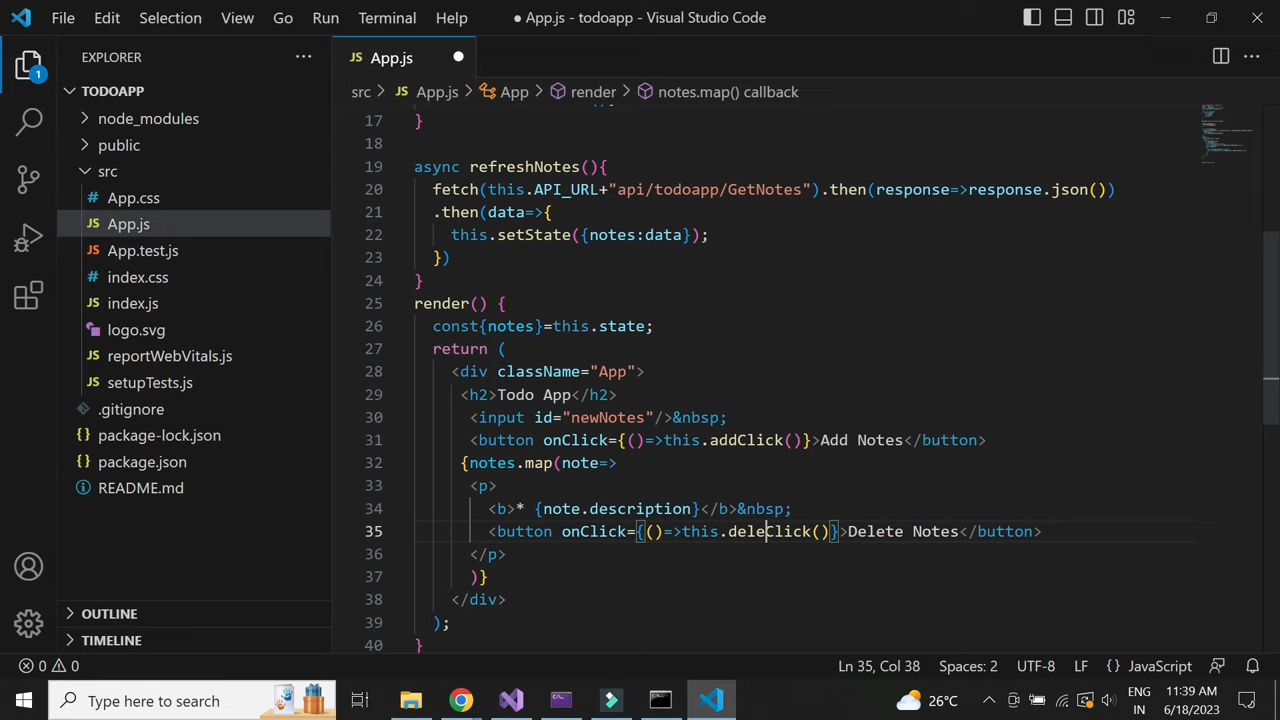 File Edit Selection View Go Run Terminal Help
● App.js - todoapp - Visual Studio Code
EXPLORER
JS App.js
1
TODOAPP
src > JS App.js > App > render > notes.map() callback
node_modules
public
src
# App.css
JS App.js
JS App.test.js
# index.css
JS index.js
logo.svg
JS reportWebVitals.js
JS setupTests.js
.gitignore
package-lock.json
package.json
README.md
OUTLINE
TIMELINE
17 }
18
19 async refreshNotes(){
20 fetch(this.API_URL+"api/todoapp/GetNotes").then(response=>response.json())
21 .then(data=>{
22 this.setState({notes:data});
23 })
24 }
25 render() {
26 const{notes}=this.state;
27 return (
28 <div className="App">
29 <h2>Todo App</h2>
30 <input id="newNotes"/>&nbsp;
31 <button onClick={()=>this.addClick()}>Add Notes</button>
32 {notes.map(note=>
33 <p>
34 <b>* {note.description}</b>&nbsp;
35 <button onClick={()=>this.deleClick()}>Delete Notes</button>
36 </p>
37 )}
38 </div>
39 );
40 }
0 0
Ln 35, Col 38 Spaces: 2 UTF-8 LF {} JavaScript
Type here to search
26°C
ENG
IN
11:39 AM
6/18/2023